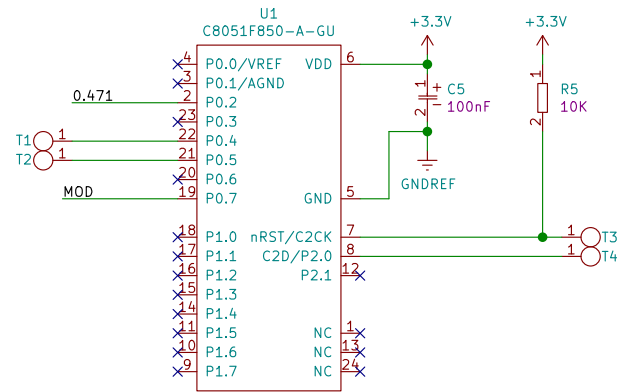 U1
C8051F850-A-GU
+3.3V
+3.3V
4 P0.0/VREF VDD 6
3 P0.1/AGND
0.471 2 P0.2
23 P0.3
T1 1 22 P0.4
T2 1 21 P0.5
20 P0.6
MOD 19 P0.7 GND 5
1 + C5
2 - 100nF
GNDREF
1 R5
2 10K
18 P1.0 nRST/C2CK 7 1 T3
17 P1.1 C2D/P2.0 8 1 T4
16 P1.2 P2.1 12
15 P1.3
14 P1.4
11 P1.5 NC 1
10 P1.6 NC 13
9 P1.7 NC 24